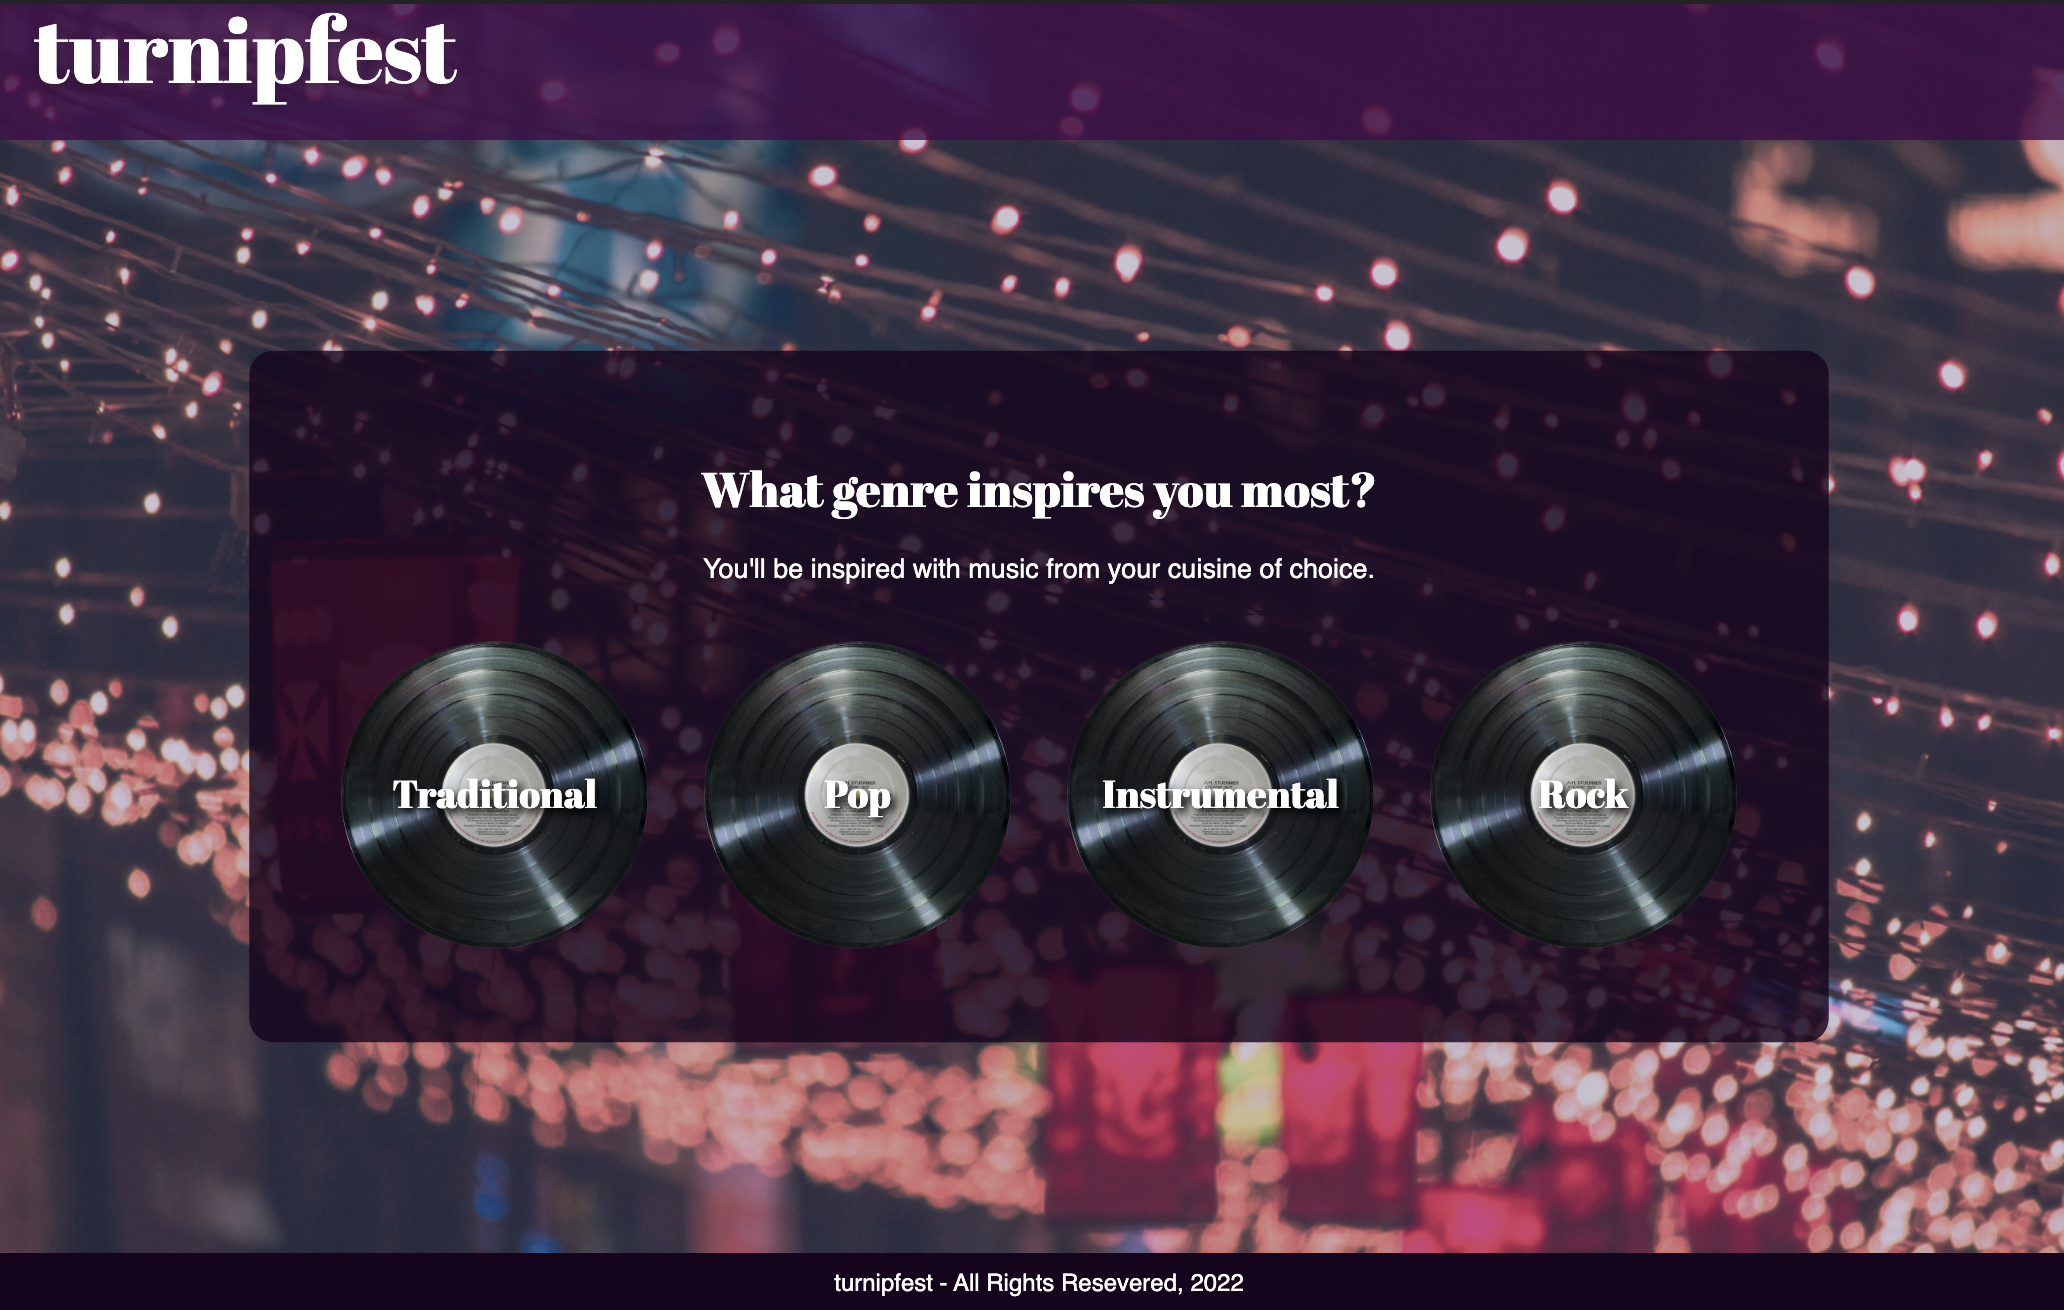 turnipfest
What genre inspires you most?
You'll be inspired with music from your cuisine of choice.
Traditional
Pop
Instrumental
Rock
turnipfest - All Rights Resevered, 2022